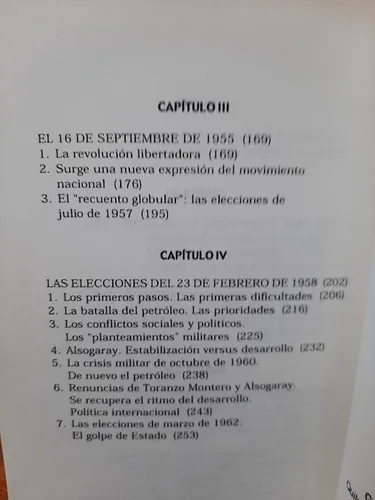 CAPÍTULO III
EL 16 DE SEPTIEMBRE DE 1955 (169)
1. La revolución libertadora (169)
2. Surge una nueva expresión del movimiento
nacional (176)
3. El "recuento globular": las elecciones de
julio de 1957 (195)
CAPÍTULO IV
LAS ELECCIONES DEL 23 DE FEBRERO DE 1958 (202)
1. Los primeros pasos. Las primeras dificultades (206)
2. La batalla del petróleo. Las prioridades (216)
3. Los conflictos sociales y políticos.
Los "planteamientos" militares (225)
4. Alsogaray. Estabilización versus desarrollo (232)
5. La crisis militar de octubre de 1960.
De nuevo el petróleo (238)
6. Renuncias de Toranzo Montero y Alsogaray.
Se recupera el ritmo del desarrollo.
Política internacional (243)
7. Las elecciones de marzo de 1962.
El golpe de Estado (253)